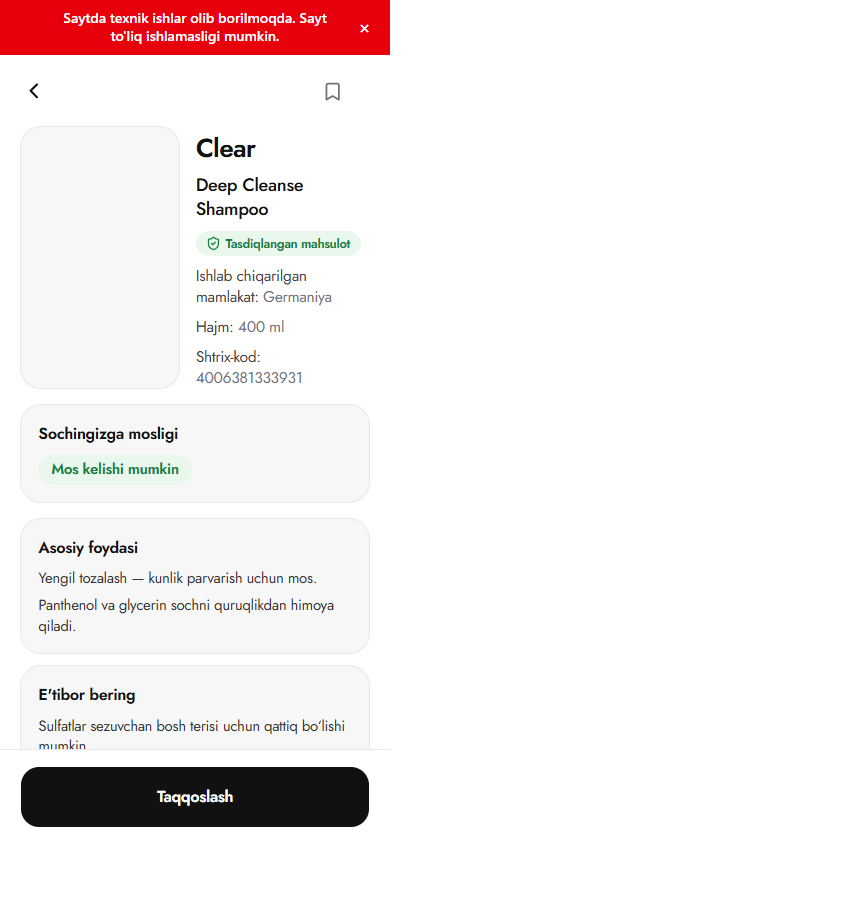 Saytda texnik ishlar olib borilmoqda. Sayt
to'liq ishlamasligi mumkin.
×
Clear
Deep Cleanse
Shampoo
Tasdiqlangan mahsulot
Ishlab chiqarilgan
mamlakat: Germaniya
Hajm: 400 ml
Shtrix-kod:
4006381333931
Sochingizga mosligi
Mos kelishi mumkin
Asosiy foydasi
Yengil tozalash — kunlik parvarish uchun mos.
Panthenol va glycerin sochni quruqlikdan himoya
qiladi.
E'tibor bering
Sulfatlar sezuvchan bosh terisi uchun qattiq bo‘lishi
mumkin
Taqqoslash